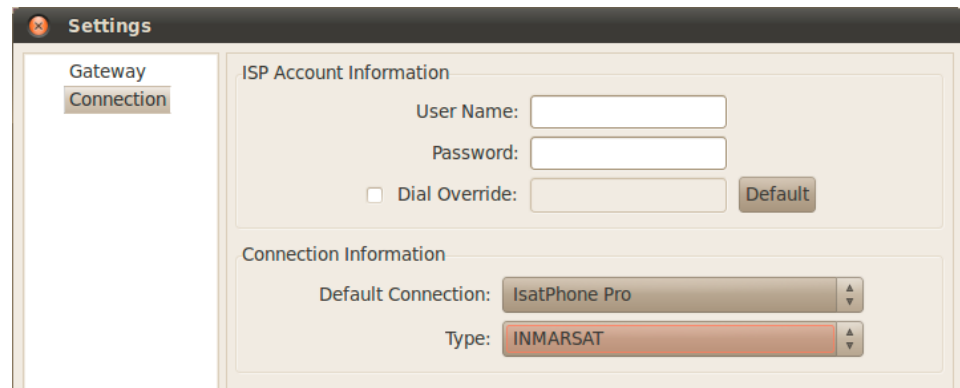 Settings
Gateway
Connection
ISP Account Information
User Name:
Password:
Dial Override: Default
Connection Information
Default Connection: IsatPhone Pro
Type: INMARSAT